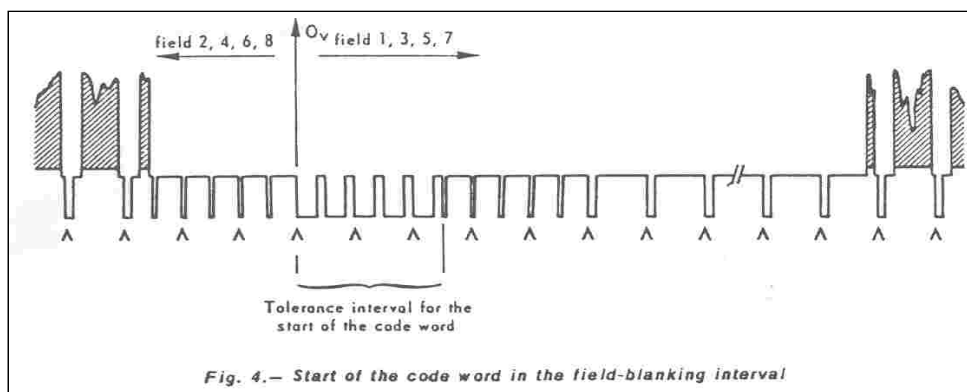 field 2, 4, 6, 8
Ov field 1, 3, 5, 7
Tolerance interval for the
start of the code word
Fig. 4.— Start of the code word in the field-blanking interval